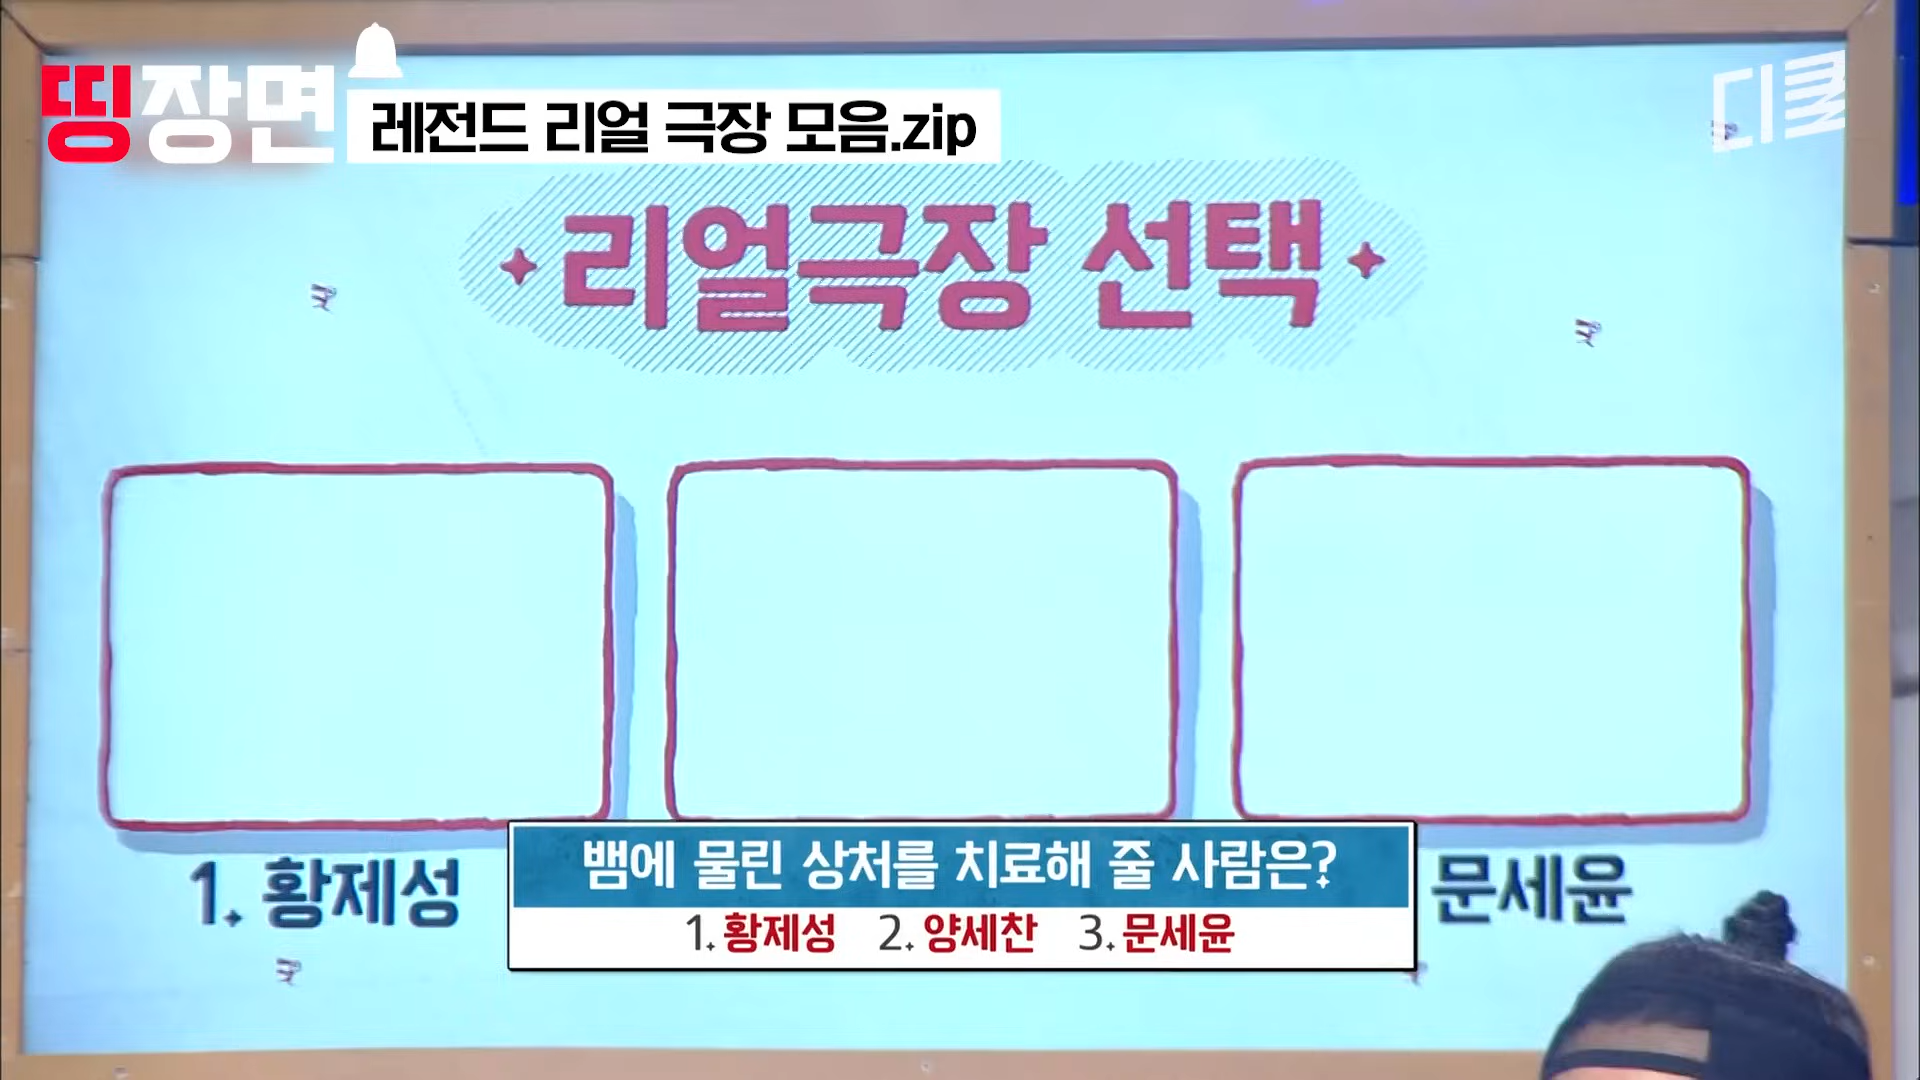 띵장면
레전드 리얼 극장 모음.zip
디글
리얼극장 선택
1. 황제성
문세윤
뱀에 물린 상처를 치료해 줄 사람은?
1. 황제성 2. 양세찬 3. 문세윤